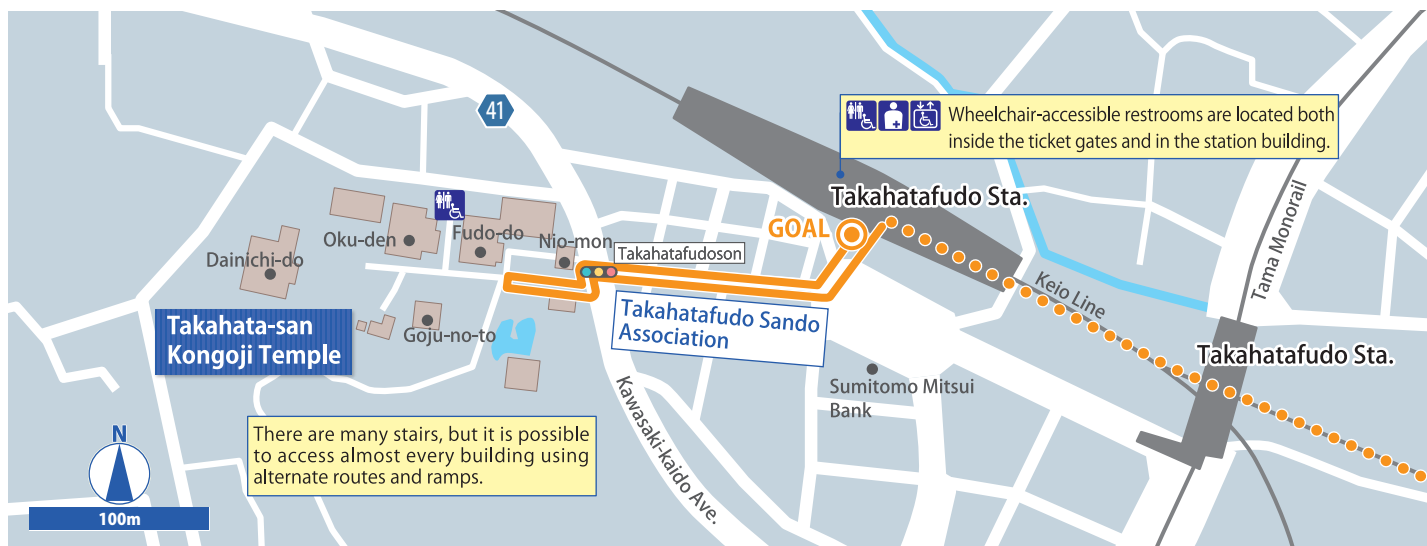 41
Wheelchair-accessible restrooms are located both
inside the ticket gates and in the station building.
Takahatafudo Sta.
GOAL
Tama Monorail
Oku-den
Fudo-do
Nio-mon
Takahatafudoson
Dainichi-do
Keio Line
Takahatafudo Sando
Association
Takahata-san
Kongoji Temple
Goju-no-to
Takahatafudo Sta.
Sumitomo Mitsui
Bank
Kawasaki-kaido Ave.
There are many stairs, but it is possible
to access almost every building using
alternate routes and ramps.
N
100m